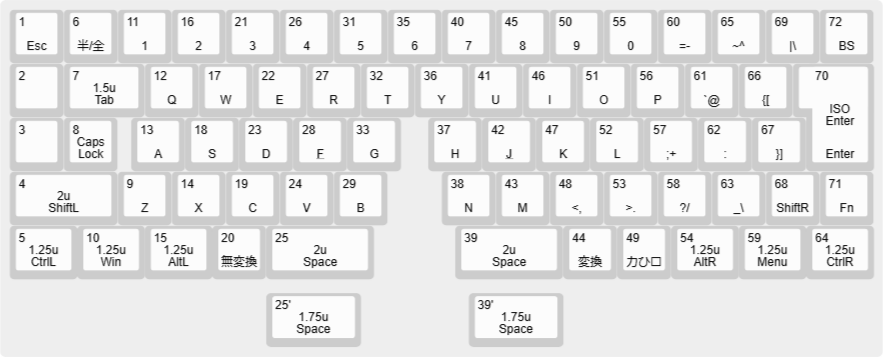 1 6 11 16 21 26 31 35 40 45 50 55 60 65 69 72
Esc 半/全 1 2 3 4 5 6 7 8 9 0 =- ~^ |\ BS
2 7 12 17 22 27 32 36 41 46 51 56 61 66 70
1.5u
Tab Q W E R T Y U I O P `@ {[ ISO
Enter
3 8 13 18 23 28 33 37 42 47 52 57 62 67
Caps
Lock A S D F G H J K L ;+ : }] Enter
4 9 14 19 24 29 38 43 48 53 58 63 68 71
2u
ShiftL Z X C V B N M <, >. ?/ _\ ShiftR Fn
5 10 15 20 25 39 44 49 54 59 64
1.25u 1.25u 1.25u 2u 2u 1.25u 1.25u 1.25u
CtrlL Win AltL 無変換 Space Space 変換 カひロ AltR Menu CtrlR
25' 39'
1.75u 1.75u
Space Space